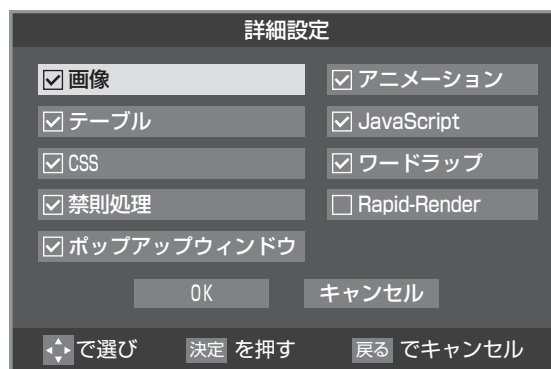 詳細設定
画像
アニメーション
テーブル
JavaScript
CSS
ワードラップ
禁則処理
Rapid-Render
ポップアップウィンドウ
OK キャンセル
で選び 決定 を押す 戻る でキャンセル